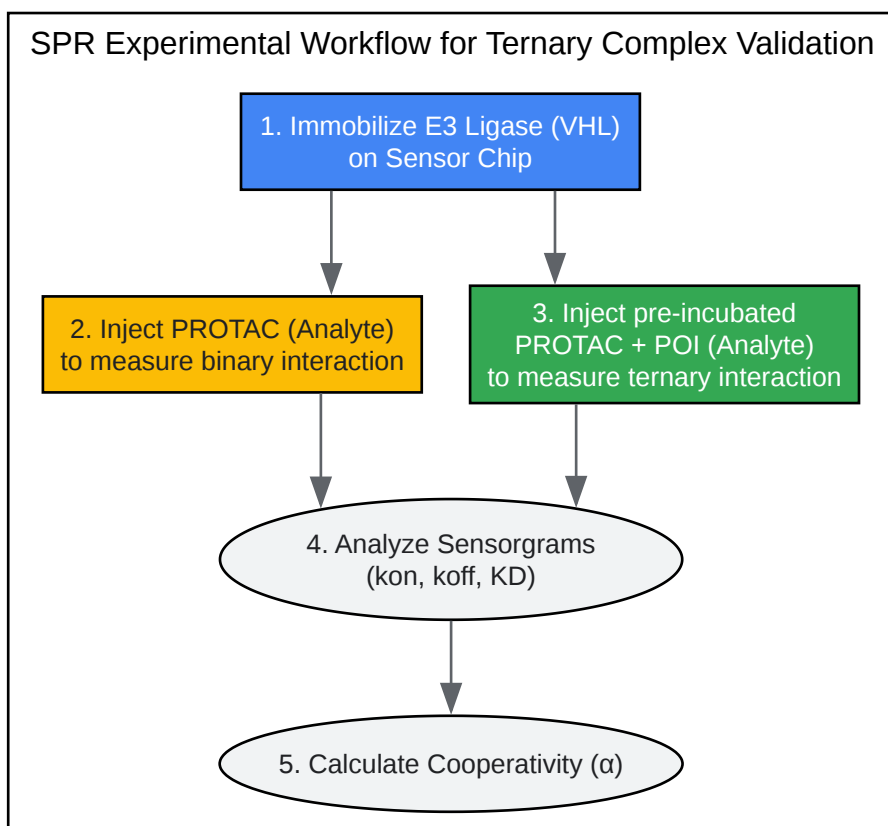 SPR Experimental Workflow for Ternary Complex Validation
1. Immobilize E3 Ligase (VHL)
on Sensor Chip
2. Inject PROTAC (Analyte)
to measure binary interaction
3. Inject pre-incubated
PROTAC + POI (Analyte)
to measure ternary interaction
4. Analyze Sensorgrams
(kon, koff, KD)
5. Calculate Cooperativity (α)